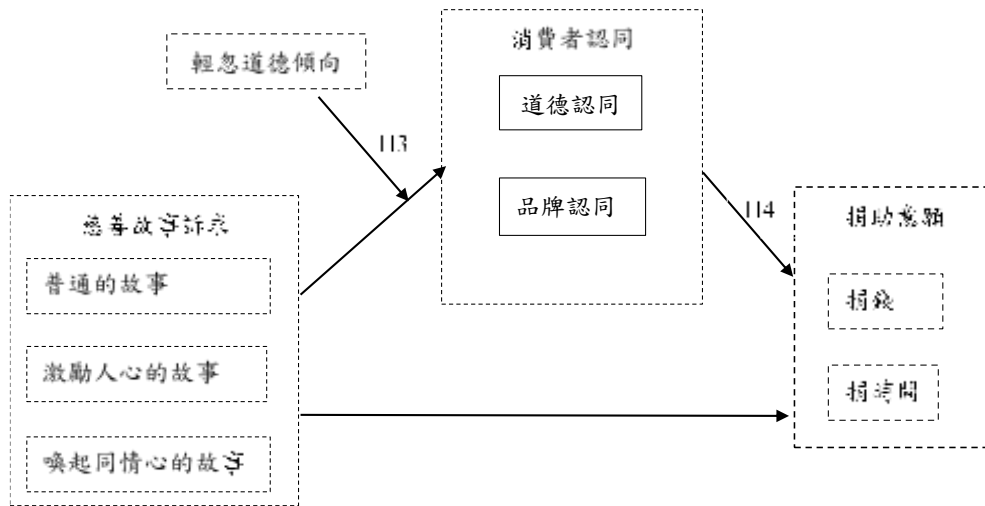 輕忽道德傾向
消費者認同
道德認同
品牌認同
H3
H4
慈善故事訴求
普通的故事
激勵人心的故事
喚起同情心的故事
捐助意願
捐錢
捐時間